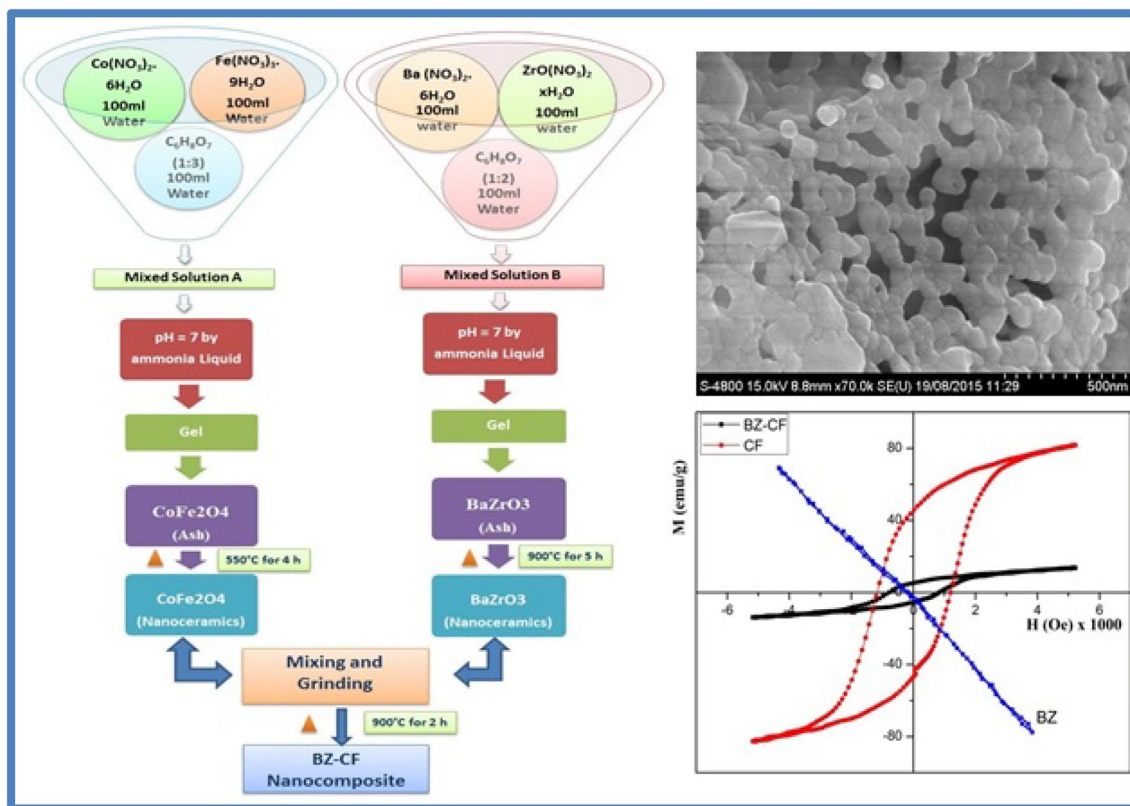 Co(NO₃)₂.
6H₂O
100ml
Water
Fe(NO₃)₃.
9H₂O
100ml
Water
C₆H₈O₇
(1:3)
100ml
Water
Ba (NO₃)₂.
6H₂O
100ml
water
ZrO(NO₃)₂
xH₂O
100ml
water
C₆H₈O₇
(1:2)
100ml
Water
Mixed Solution A
Mixed Solution B
pH = 7 by
ammonia Liquid
pH = 7 by
ammonia Liquid
Gel
Gel
CoFe2O4
(Ash)
BaZrO3
(Ash)
550°C for 4 h
900°C for 5 h
CoFe2O4
(Nanoceramics)
BaZrO3
(Nanoceramics)
Mixing and
Grinding
900°C for 2 h
BZ-CF
Nanocomposite
S-4800 15.0kV 8.8mm x70.0k SE(U) 19/08/2015 11:29 500nm
BZ-CF
CF
M (emu/g)
80
40
0
-40
-80
-6 -4 -2 0 2 4 6
H (Oe) x 1000
BZ